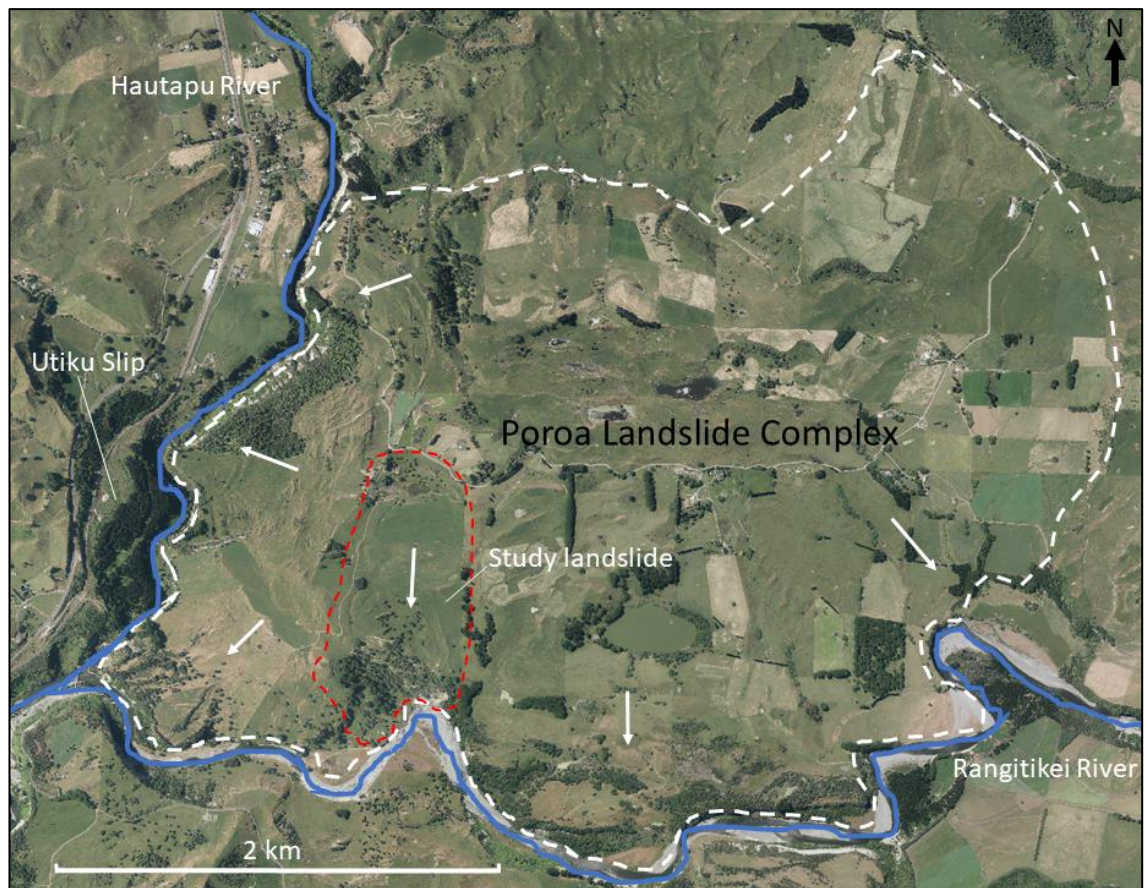 N
Hautapu River
Utiku Slip
Poroa Landslide Complex
Study landslide
Rangitikei River
2 km